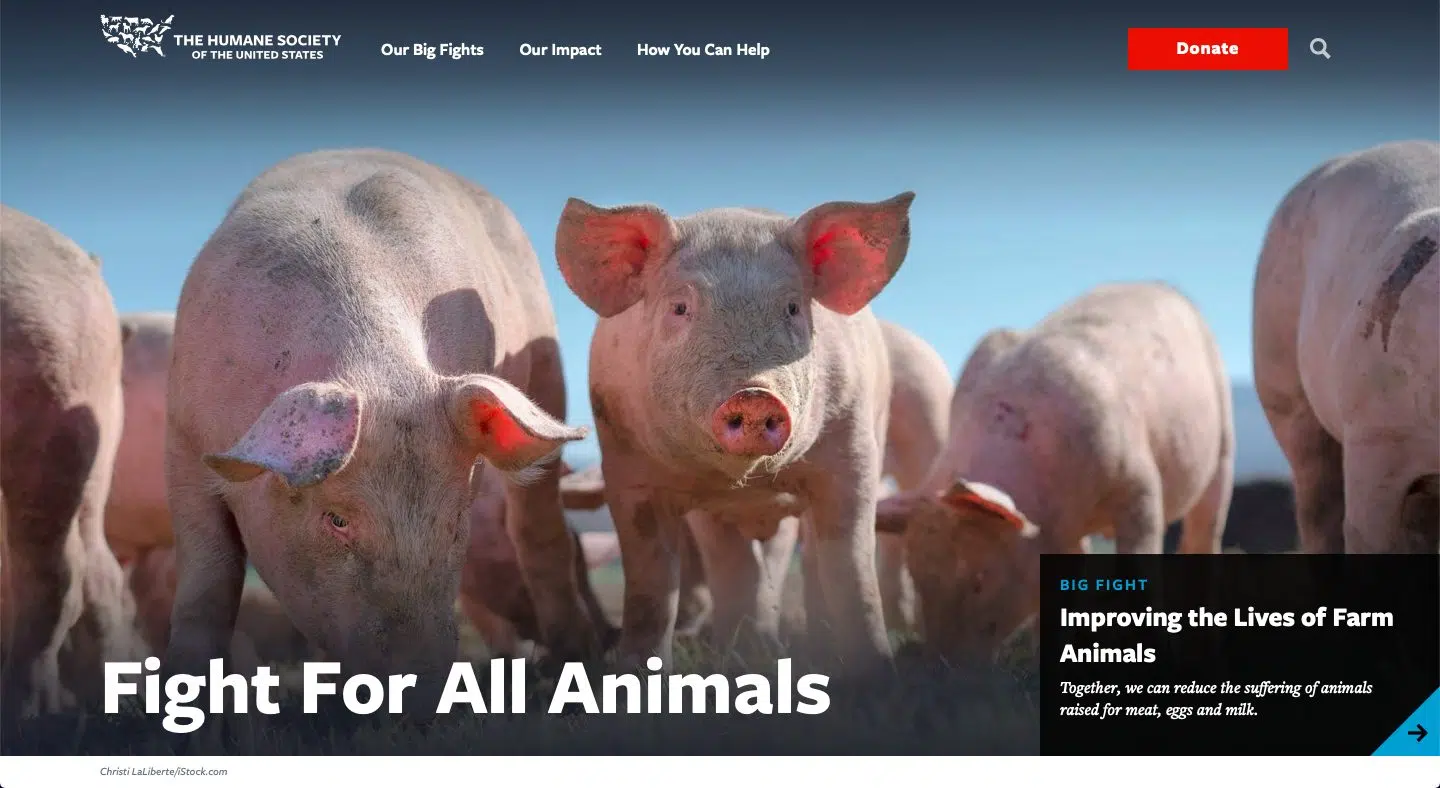 THE HUMANE SOCIETY
OF THE UNITED STATES
Our Big Fights
Our Impact
How You Can Help
Donate
Fight For All Animals
BIG FIGHT
Improving the Lives of Farm
Animals
Together, we can reduce the suffering of animals
raised for meat, eggs and milk.
Christi LaLiberte/iStock.com